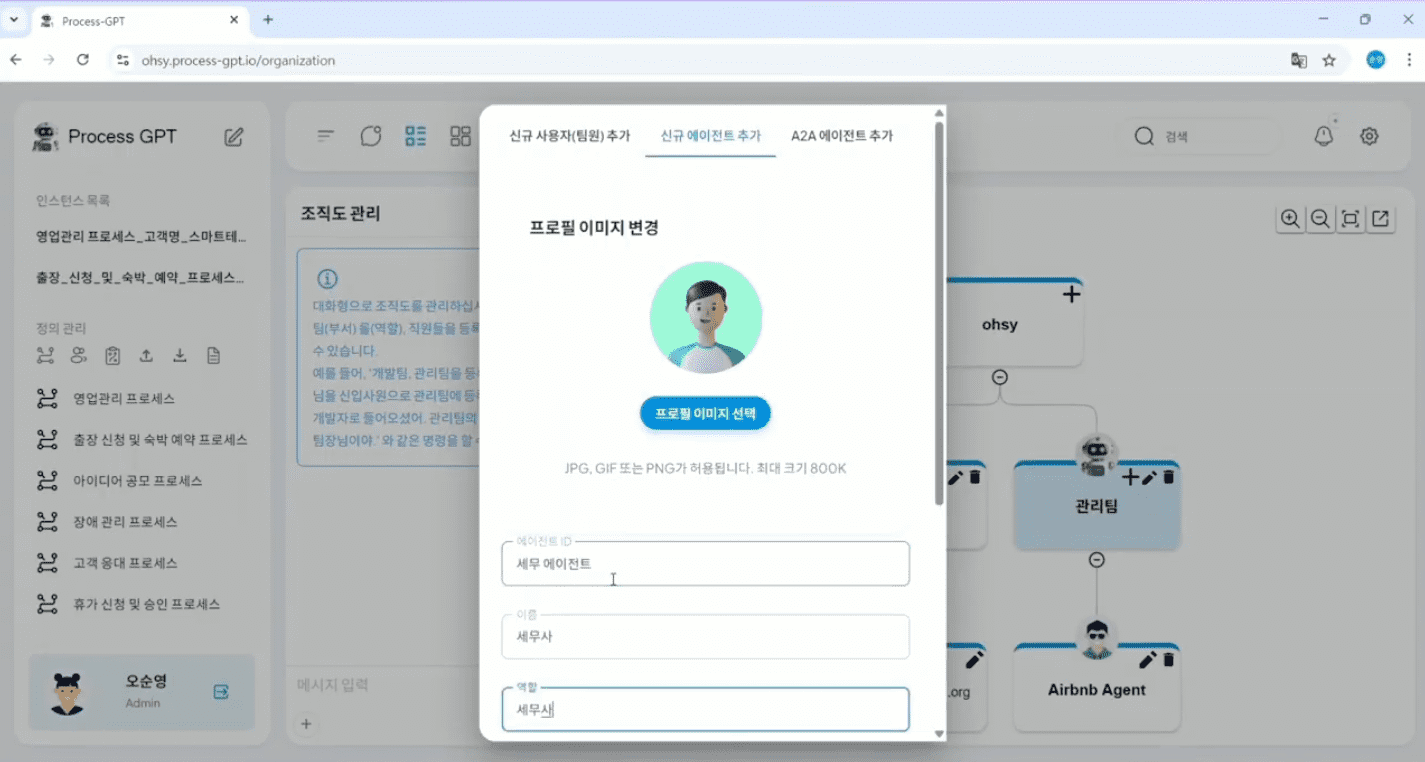 Process-GPT
ohsy.process-gpt.io/organization
순영
Process GPT
인스턴스 목록
영업관리 프로세스_고객명_스마트테...
출장_신청_및_숙박_예약_프로세스...
정의 관리
영업관리 프로세스
출장 신청 및 숙박 예약 프로세스
아이디어 공모 프로세스
장애 관리 프로세스
고객 응대 프로세스
휴가 신청 및 승인 프로세스
오순영
Admin
검색
조직도 관리
대화형으로 조직도를 관리하십시
팀(부서) 을(역할), 직원들을 등록
수 있습니다.
예를 들어, '개발팀, 관리팀을 등
님을 신입사원으로 관리팀에 등
개발자로 들어오셨어. 관리팀의
팀장님이야.' 와 같은 명령을 할 수
메시지 입력
신규 사용자(팀원) 추가
신규 에이전트 추가
A2A 에이전트 추가
프로필 이미지 변경
프로필 이미지 선택
JPG, GIF 또는 PNG가 허용됩니다. 최대 크기 800K
에이전트 ID
세무 에이전트
이름
세무사
역할
세무사
ohsy
관리팀
.org
Airbnb Agent